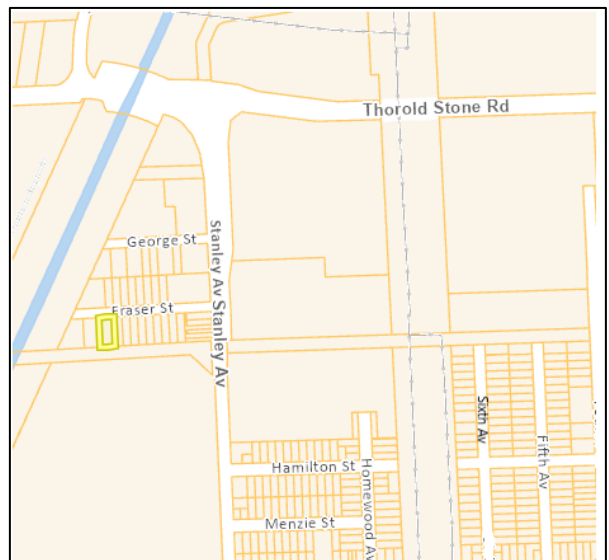 Thorold Stone Rd
George St
Stanley Av
Stanley Av
Fraser St
Sixth Av
Fifth Av
Hamilton St
Homewood Av
Menzie St